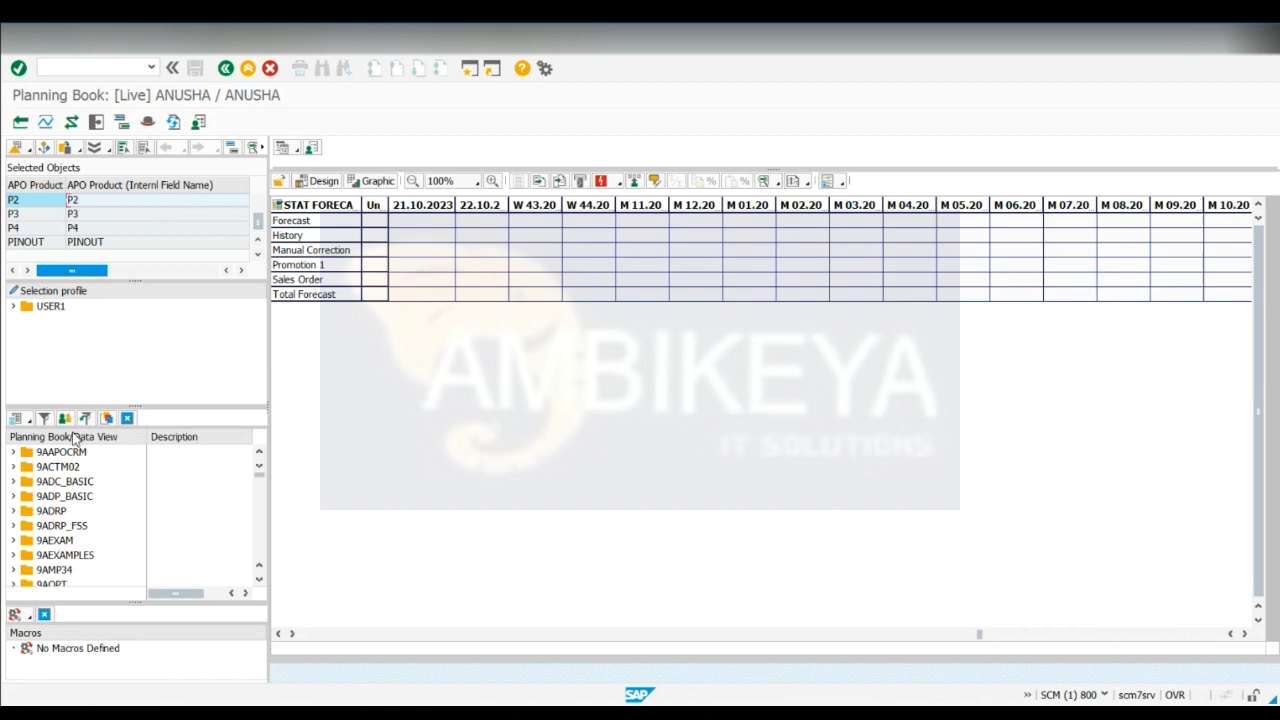 Planning Book: [Live] ANUSHA / ANUSHA
Selected Objects
APO Product APO Product (Internl Field Name)
P2 P2
P3 P3
P4 P4
PINOUT PINOUT
Selection profile
USER1
Planning Book/Data View Description
9AAPOCRM
9ACTM02
9ADC_BASIC
9ADP_BASIC
9ADRP
9ADRP_FSS
9AEXAM
9AEXAMPLES
9AMP34
9AOPT
Macros
No Macros Defined
Design Graphic 100%
STAT FORECA Un 21.10.2023 22.10.2 W 43.20 W 44.20 M 11.20 M 12.20 M 01.20 M 02.20 M 03.20 M 04.20 M 05.20 M 06.20 M 07.20 M 08.20 M 09.20 M 10.20
Forecast
History
Manual Correction
Promotion 1
Sales Order
Total Forecast
AMBIKEYA
IT SOLUTIONS
SAP
SCM (1) 800 scm7srv OVR